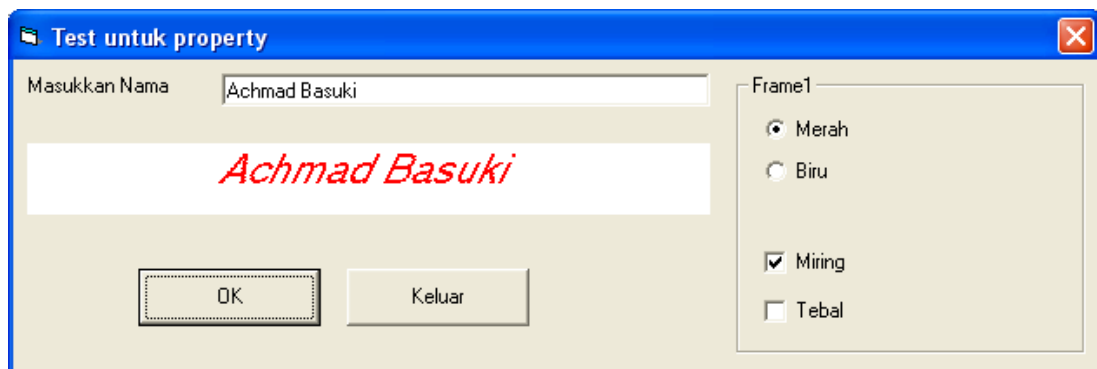 Test untuk property
Masukkan Nama
Achmad Basuki
Achmad Basuki
OK
Keluar
Frame1
Merah
Biru
Miring
Tebal